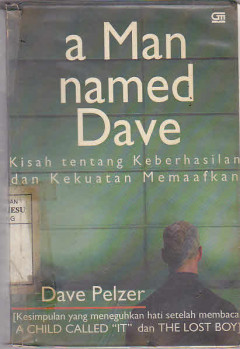 GM
a Man
named
Dave
Kisah tentang Keberhasilan
dan Kekuatan Memaafkan
Dave Pelzer
[Kesimpulan yang meneguhkan hati setelah membaca
A CHILD CALLED "IT" dan THE LOST BOY]